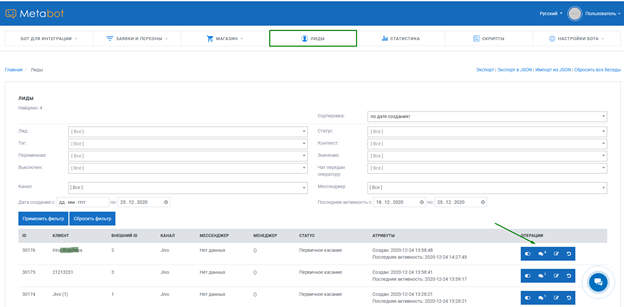 Metabot
Русский
Пользователь
БОТ ДЛЯ ИНТЕГРАЦИИ
ЗАЯВКИ И ПЕРСОНЫ
МАГАЗИН
ЛИДЫ
СТАТИСТИКА
СКРИПТЫ
НАСТРОЙКИ БОТА
Главная Лиды
Экспорт | Экспорт в JSON | Импорт из JSON | Сбросить все беседы
ЛИДЫ
Найдено: 4
Сортировка: по дате создания↑
Лид: [ Все ] Статус: [ Все ]
Тэг: [ Все ] Контекст: [ Все ]
Переменная: [ Все ] Значение: [ Все ]
Выключен: [ Все ] Чат передан оператору: [ Все ]
Канал [ Все ] Мессенджер: [ Все ]
Дата создания с: дд.мм.гггг по: 25.12.2020 Последняя активность с: 18.12.2020 по: 25.12.2020
Применить фильтр Сбросить фильтр
ID КЛИЕНТ ВНЕШНИЙ ID КАНАЛ МЕССЕНДЖЕР МЕНЕДЖЕР СТАТУС АТРИБУТЫ ОПЕРАЦИИ
30176 2 Jivo Нет данных () Первичное касание Создан: 2020-12-24 13:58:48
Последняя активность: 2020-12-24 14:27:45
30175 21213231 3 Jivo Нет данных () Первичное касание Создан: 2020-12-24 13:58:41
Последняя активность: 2020-12-24 13:59:17
30174 Jivo (1) 1 Jivo Нет данных () Первичное касание Создан: 2020-12-24 13:28:21
Последняя активность: 2020-12-24 13:28:21